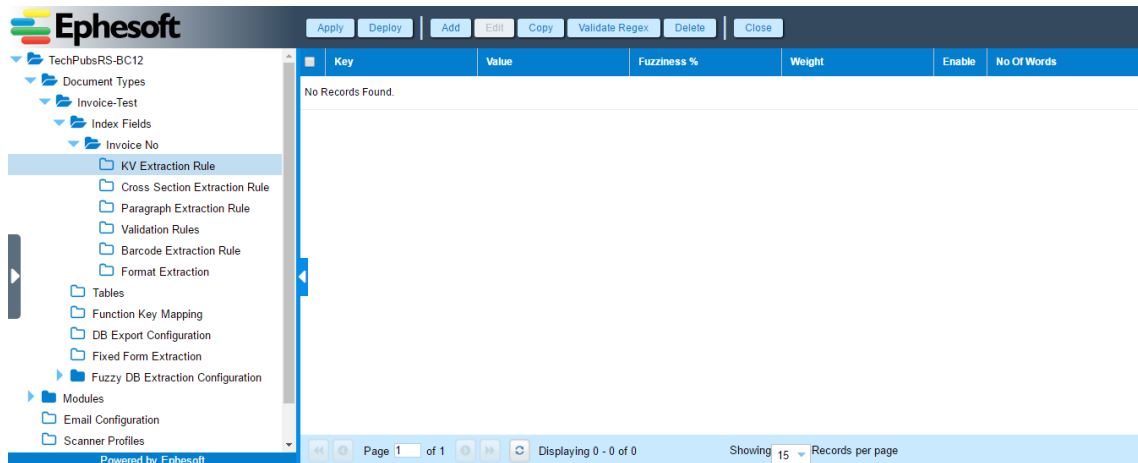 Ephesoft
Apply Deploy Add Edit Copy Validate Regex Delete Close
TechPubsRS-BC12
Document Types
Invoice-Test
Index Fields
Invoice No
KV Extraction Rule
Cross Section Extraction Rule
Paragraph Extraction Rule
Validation Rules
Barcode Extraction Rule
Format Extraction
Tables
Function Key Mapping
DB Export Configuration
Fixed Form Extraction
Fuzzy DB Extraction Configuration
Modules
Email Configuration
Scanner Profiles
Powered by Ephesoft
Key Value Fuzziness % Weight Enable No Of Words
No Records Found.
Page 1 of 1 Displaying 0 - 0 of 0 Showing 15 Records per page